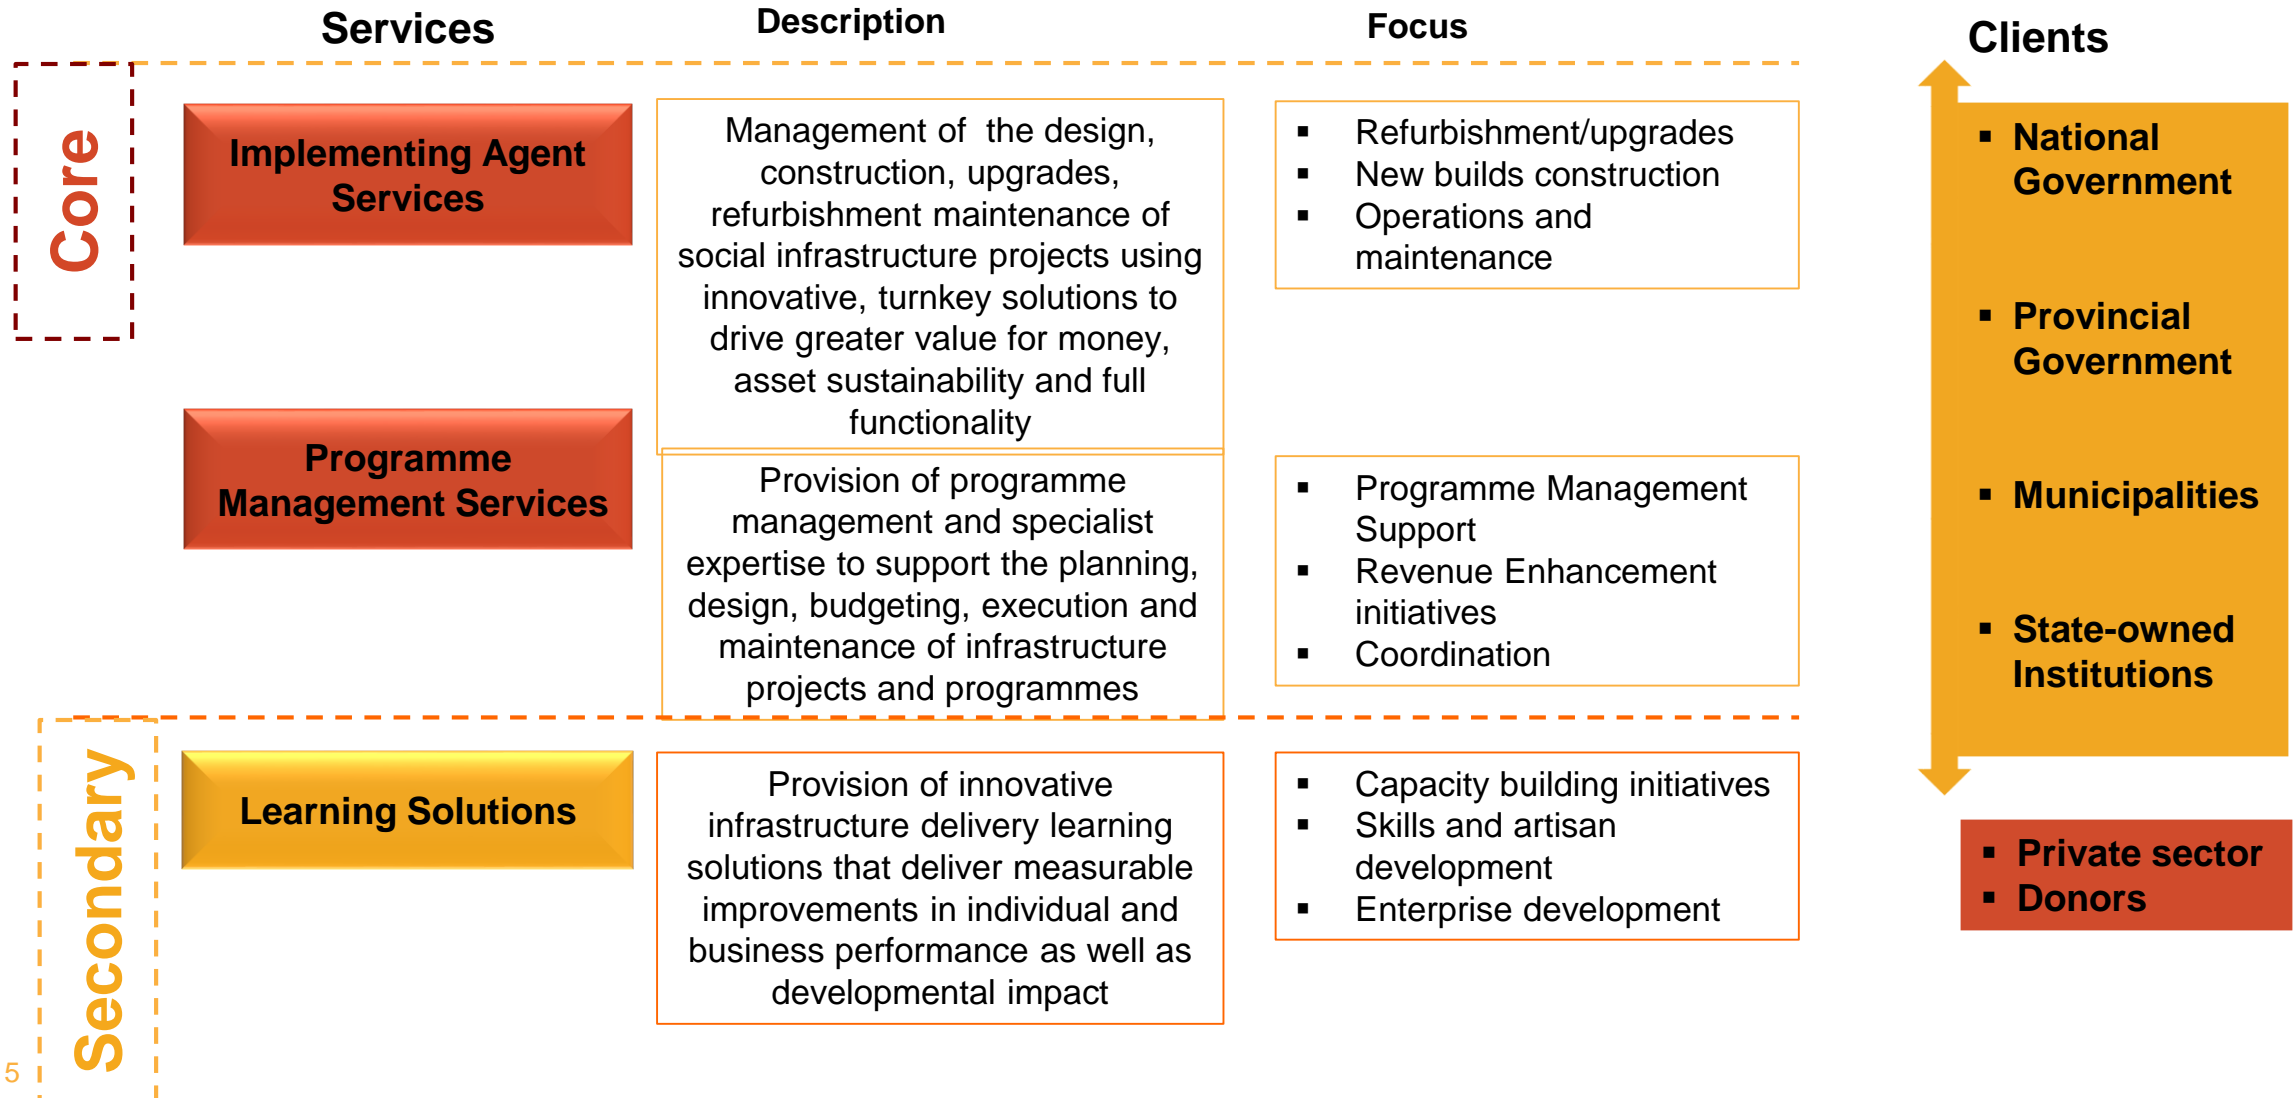 Services
Description
Focus
Clients
Core
Implementing Agent
Services
Management of  the design,
construction, upgrades,
refurbishment maintenance of
social infrastructure projects using
innovative, turnkey solutions to
drive greater value for money,
asset sustainability and full
functionality
▪ Refurbishment/upgrades
▪ New builds construction
▪ Operations and
maintenance
Programme
Management Services
Provision of programme
management and specialist
expertise to support the planning,
design, budgeting, execution and
maintenance of infrastructure
projects and programmes
▪ Programme Management
Support
▪ Revenue Enhancement
initiatives
▪ Coordination
Secondary
Learning Solutions
Provision of innovative
infrastructure delivery learning
solutions that deliver measurable
improvements in individual and
business performance as well as
developmental impact
▪ Capacity building initiatives
▪ Skills and artisan
development
▪ Enterprise development
▪ National
Government
▪ Provincial
Government
▪ Municipalities
▪ State-owned
Institutions
▪ Private sector
▪ Donors
5